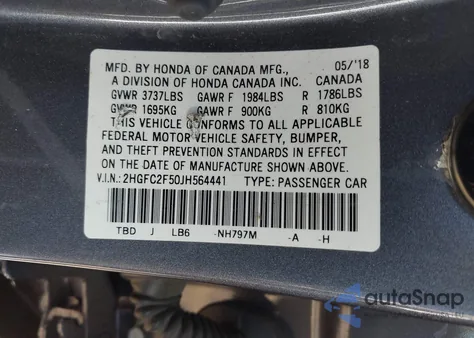 MFD. BY HONDA OF CANADA MFG., 05/'18
A DIVISION OF HONDA CANADA INC. CANADA
GVWR 3737LBS GAWR F 1984LBS R 1786LBS
GVWR 1695KG GAWR F 900KG R 810KG
THIS VEHICLE CONFORMS TO ALL APPLICABLE
FEDERAL MOTOR VEHICLE SAFETY, BUMPER,
AND THEFT PREVENTION STANDARDS IN EFFECT
ON THE DATE OF MANUFACTURE SHOWN ABOVE.
V.I.N.: 2HGFC2F50JH564441 TYPE: PASSENGER CAR
TBD J LB6 -NH797M -A -H
autoSnap